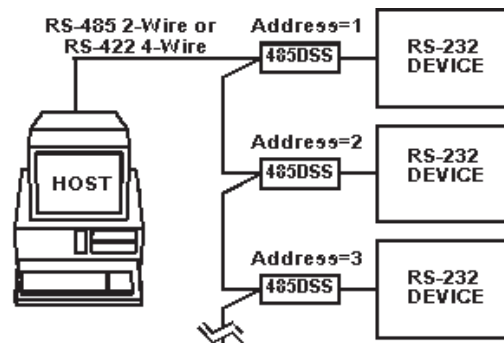 RS-485 2-Wire or
RS-422 4-Wire
Address=1
485DSS
RS-232
DEVICE
HOST
Address=2
485DSS
RS-232
DEVICE
Address=3
485DSS
RS-232
DEVICE